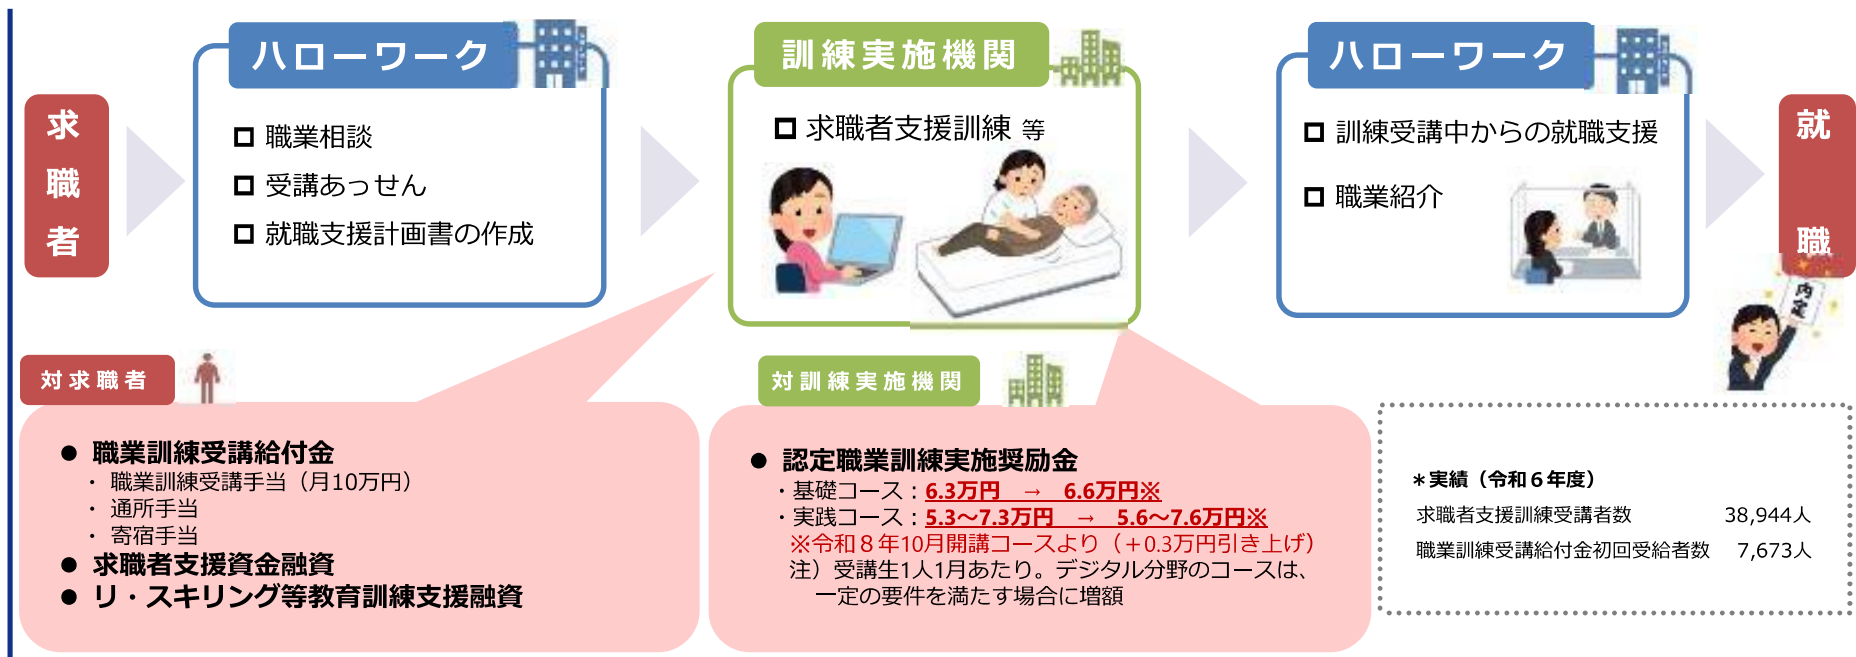 求職者
ハローワーク
職業相談
受講あっせん
就職支援計画書の作成
訓練実施機関
求職者支援訓練 等
ハローワーク
訓練受講中からの就職支援
職業紹介
就職
内定
対求職者
● 職業訓練受講給付金
・ 職業訓練受講手当（月10万円）
・ 通所手当
・ 寄宿手当
● 求職者支援資金融資
● リ・スキリング等教育訓練支援融資
対訓練実施機関
● 認定職業訓練実施奨励金
・基礎コース：6.3万円　→　6.6万円※
・実践コース：5.3～7.3万円　→　5.6～7.6万円※
※令和８年10月開講コースより（＋0.3万円引き上げ）
注）受講生1人1月あたり。デジタル分野のコースは、
一定の要件を満たす場合に増額
＊実績（令和６年度）
求職者支援訓練受講者数 38,944人
職業訓練受講給付金初回受給者数 7,673人